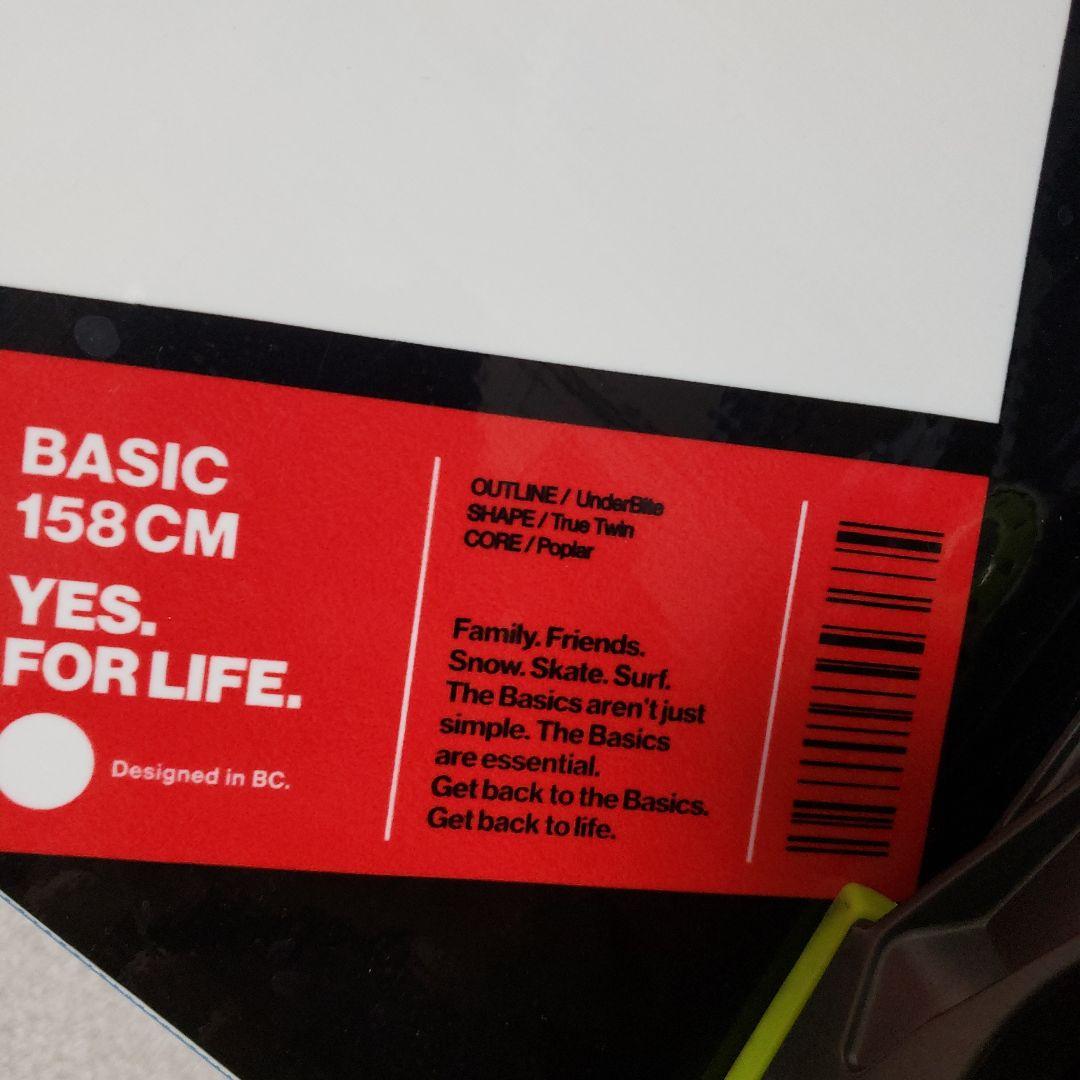 BASIC
158 CM
YES.
FOR LIFE.
Designed in BC.
OUTLINE / UnderBite
SHAPE / True Twin
CORE / Poplar
Family. Friends.
Snow. Skate. Surf.
The Basics aren't just
simple. The Basics
are essential.
Get back to the Basics.
Get back to life.